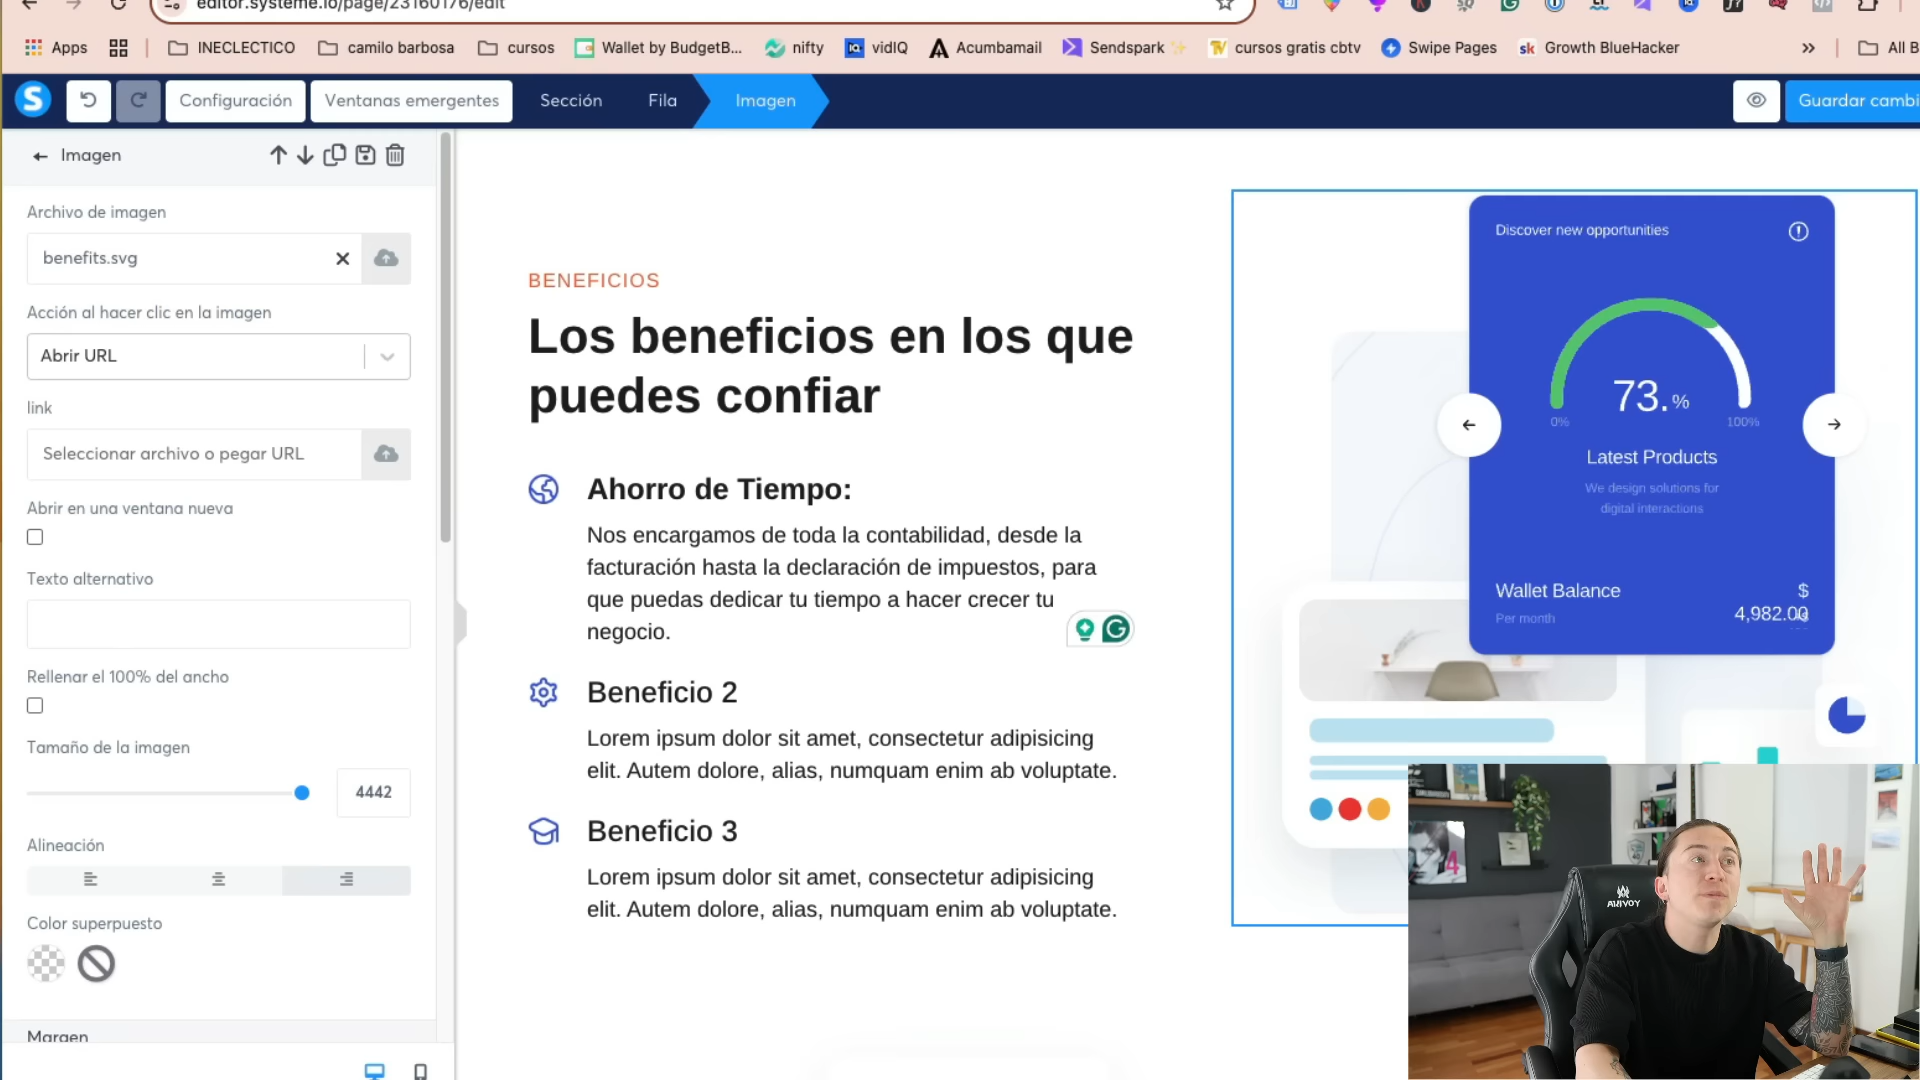 editor.systeme.io/page/23160176/edit
Apps
INECLECTICO
camilo barbosa
cursos
Wallet by BudgetB...
nifty
vidIQ
Acumbamail
Sendspark
cursos gratis cbtv
Swipe Pages
sk Growth BlueHacker
»
All B
S
Configuración
Ventanas emergentes
Sección
Fila
Imagen
Guardar cambi
Imagen
Archivo de imagen
benefits.svg
Acción al hacer clic en la imagen
Abrir URL
link
Seleccionar archivo o pegar URL
Abrir en una ventana nueva
Texto alternativo
Rellenar el 100% del ancho
Tamaño de la imagen
4442
Alineación
Color superpuesto
Margen
BENEFICIOS
Los beneficios en los que
puedes confiar
Ahorro de Tiempo:
Nos encargamos de toda la contabilidad, desde la
facturación hasta la declaración de impuestos, para
que puedas dedicar tu tiempo a hacer crecer tu
negocio.
Beneficio 2
Lorem ipsum dolor sit amet, consectetur adipisicing
elit. Autem dolore, alias, numquam enim ab voluptate.
Beneficio 3
Lorem ipsum dolor sit amet, consectetur adipisicing
elit. Autem dolore, alias, numquam enim ab voluptate.
Discover new opportunities
73.%
0%
100%
Latest Products
We design solutions for
digital interactions
Wallet Balance
$
4,982.00
Per month
AKIVOY